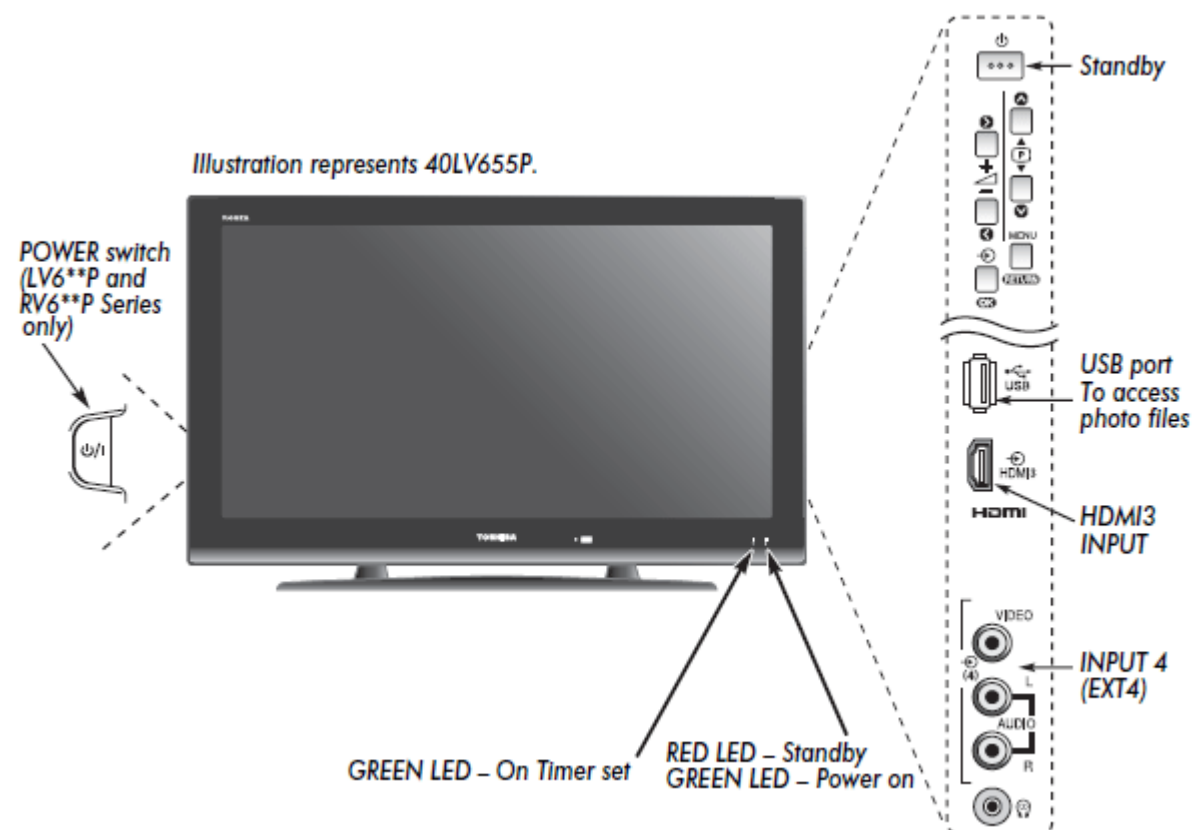 Illustration represents 40LV655P.
POWER switch
(LV6**P and
RV6**P Series
only)
TOSHIBA
GREEN LED – On Timer set
RED LED – Standby
GREEN LED – Power on
Standby
P
MENU
RETURN
OK
USB
USB port
To access
photo files
HDMI3
HDMI
HDMI3
INPUT
VIDEO
(4)
L
AUDIO
R
INPUT 4
(EXT4)